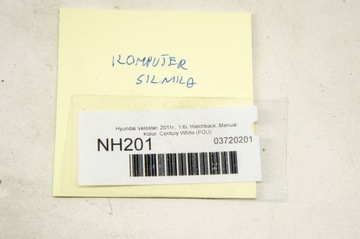 KOMPUTER
SILNIKA
Hyundai Veloster, 2011r., 1.6i, Hatchback, Manual,
Kolor: Century White (PGU)
NH201
03720201